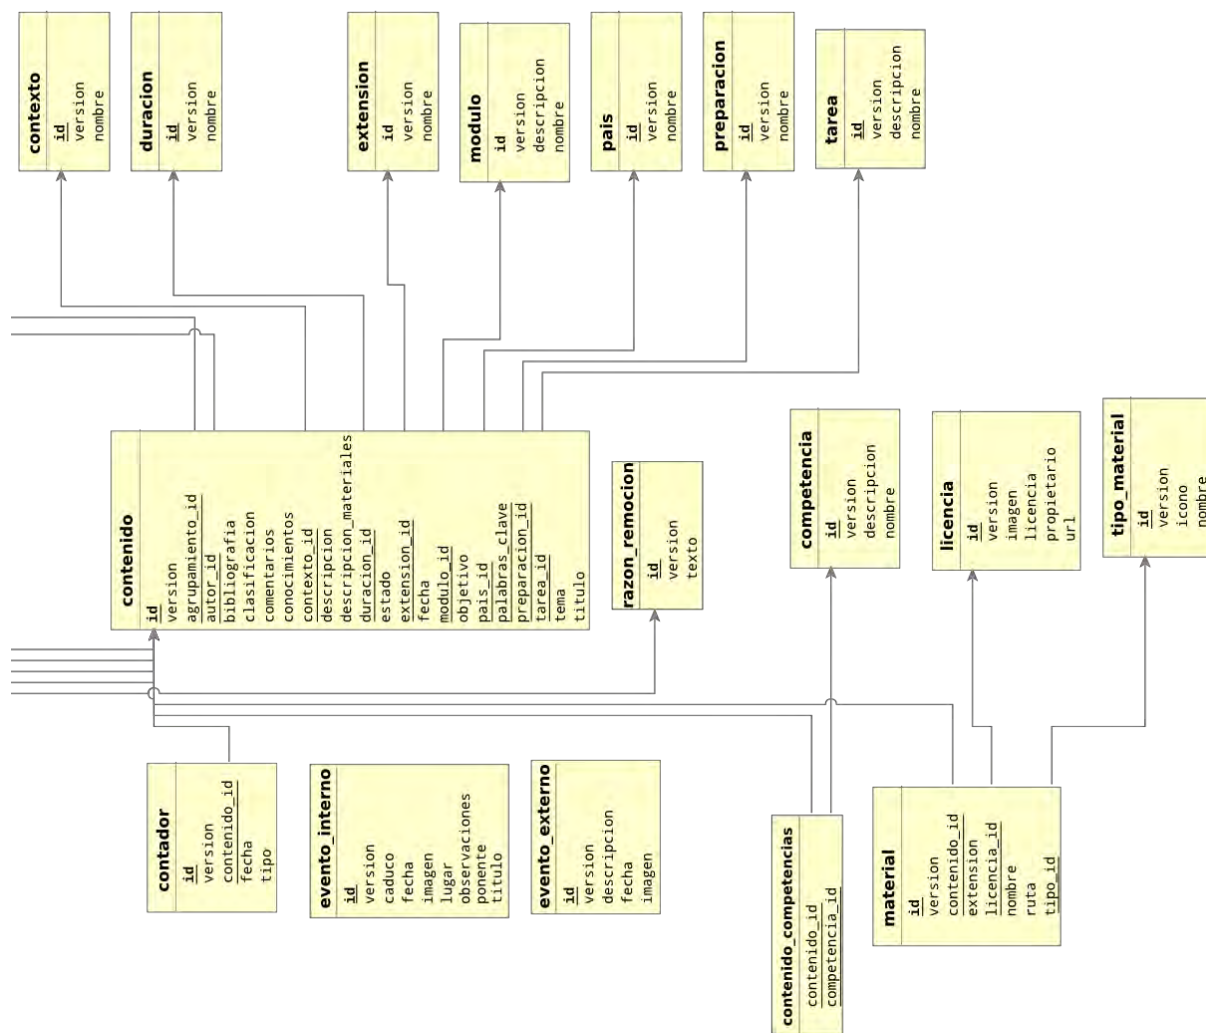 contexto
id
version
nombre
duracion
id
version
nombre
extension
id
version
nombre
modulo
id
version
descripcion
nombre
pais
id
version
nombre
preparacion
id
version
nombre
tarea
id
version
descripcion
nombre
contenido
id
version
agrupamiento_id
autor_id
bibliografia
clasificacion
comentarios
conocimientos
contexto_id
descripcion
descripcion_materiales
duracion_id
estado
extension_id
fecha
modulo_id
objetivo
pais_id
palabras_clave
preparacion_id
tarea_id
tema
titulo
razon_remocion
id
version
texto
competencia
id
version
descripcion
nombre
licencia
id
version
imagen
licencia
propietario
url
tipo_material
id
version
icono
nombre
contador
id
version
contenido_id
fecha
tipo
evento_interno
id
version
caduco
fecha
imagen
lugar
observaciones
ponente
titulo
evento_externo
id
version
descripcion
fecha
imagen
contenido_competencias
contenido_id
competencia_id
material
id
version
contenido_id
extension
licencia_id
nombre
ruta
tipo_id